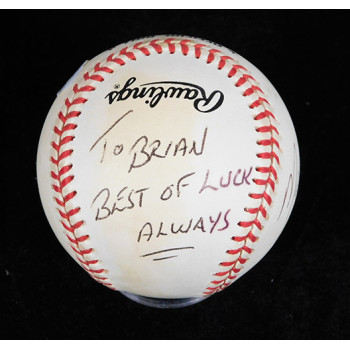 Rawlings®
To BRIAN
BEST OF LUCK
ALWAYS